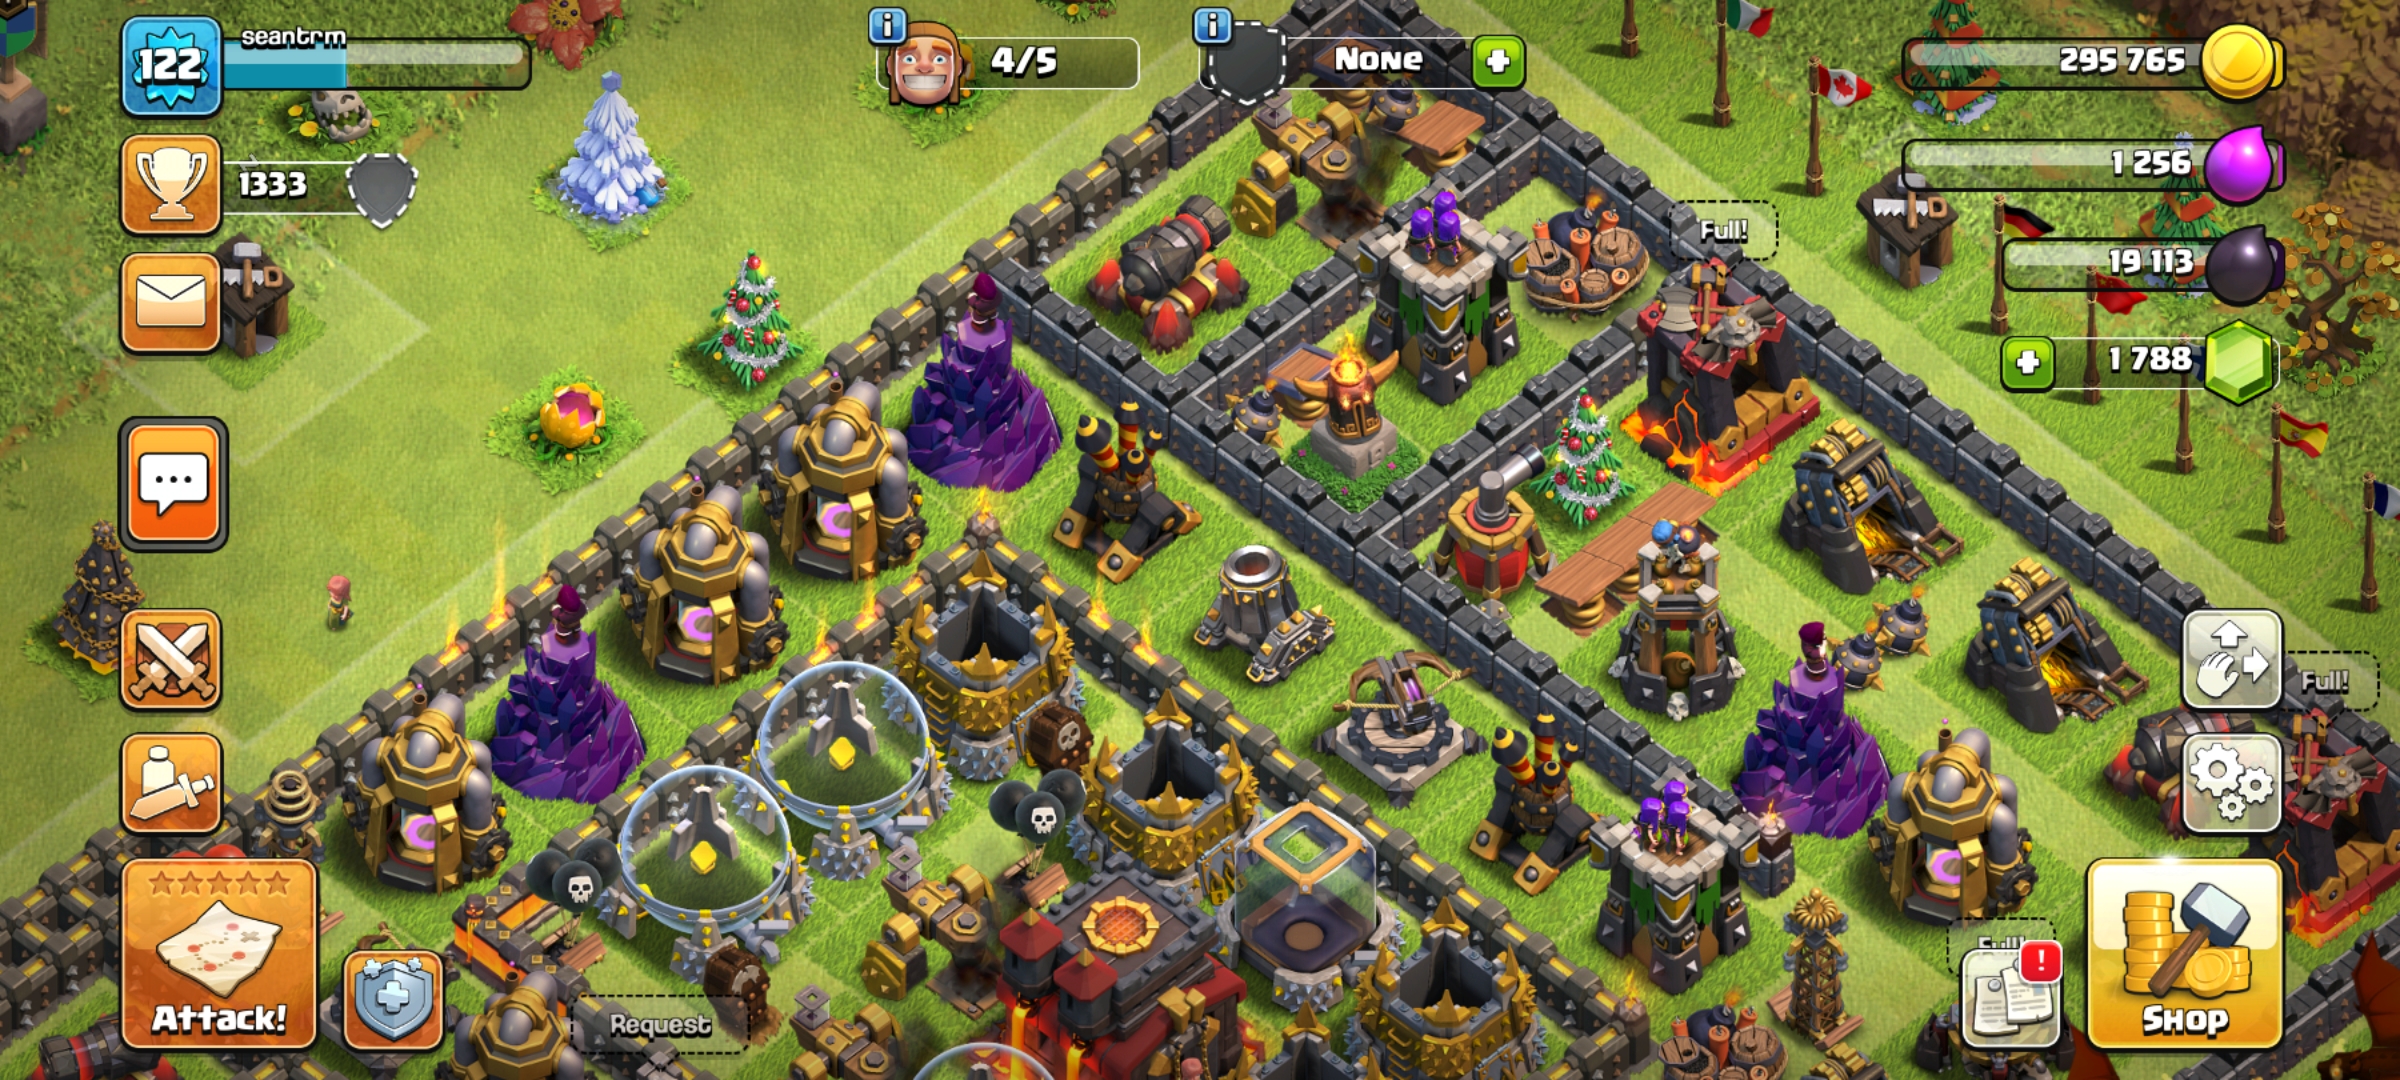 seantrm
122
4/5
None
295 765
1333
1 256
Full!
19 113
1 788
Full!
Full!
Request
Attack!
Shop